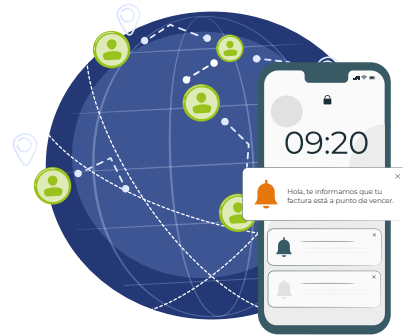 09:20
Hola, te informamos que tu
factura está a punto de vencer.